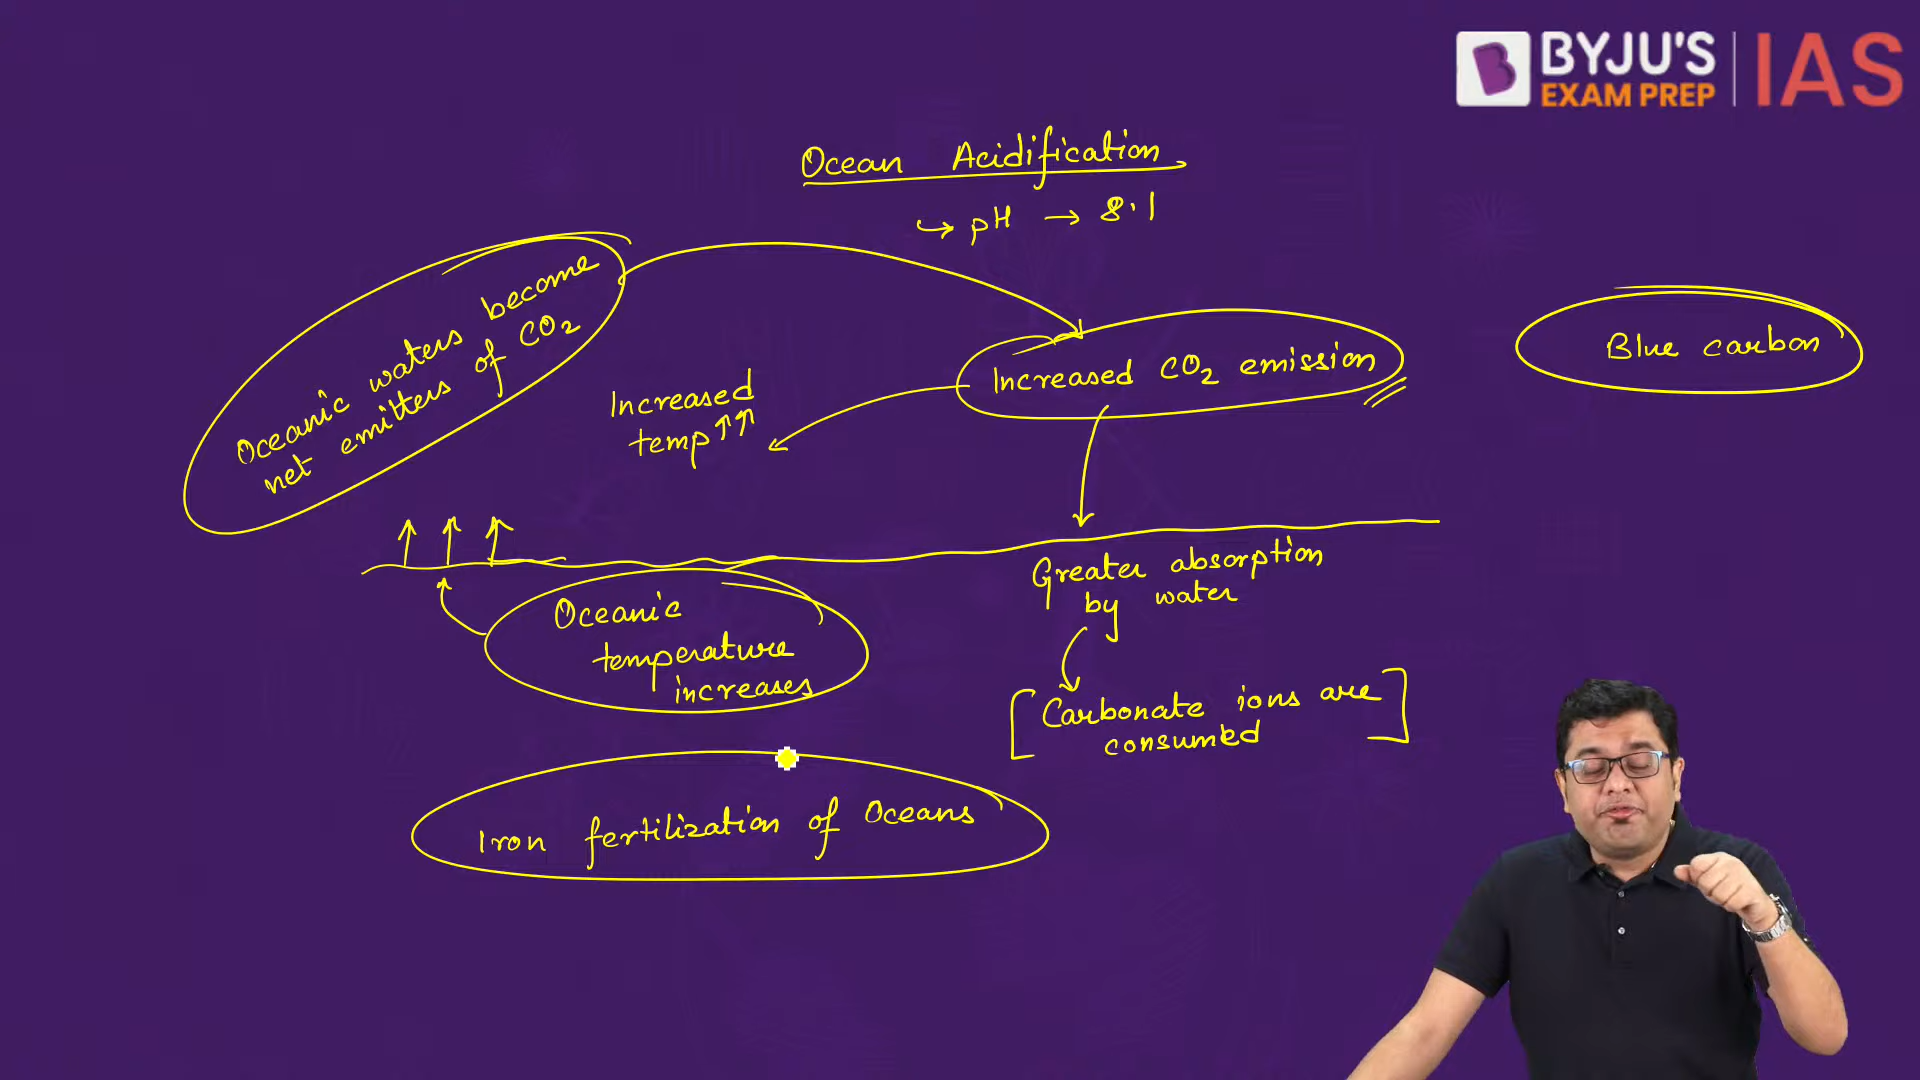 BYJU'S
EXAM PREP
IAS
Ocean Acidification
↪ pH → 8.1
Oceanic waters become
net emitters of CO2
Increased CO2 emission
Blue carbon
Increased
temp↑↑
Greater absorption
by water
Oceanic
temperature
increases
[Carbonate ions are
consumed]
Iron fertilization of Oceans